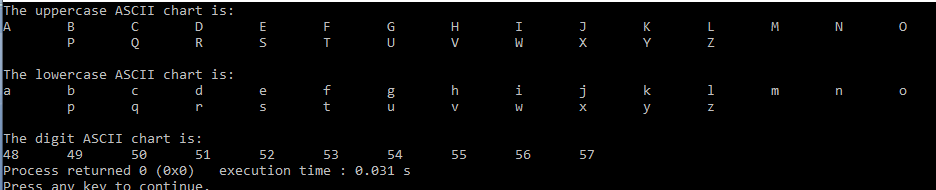 The uppercase ASCII chart is:
A B C D E F G H I J K L M N O
P Q R S T U V W X Y Z
The lowercase ASCII chart is:
a b c d e f g h i j k l m n o
p q r s t u v w x y z
The digit ASCII chart is:
48 49 50 51 52 53 54 55 56 57
Process returned 0 (0x0) execution time : 0.031 s
Press any key to continue.